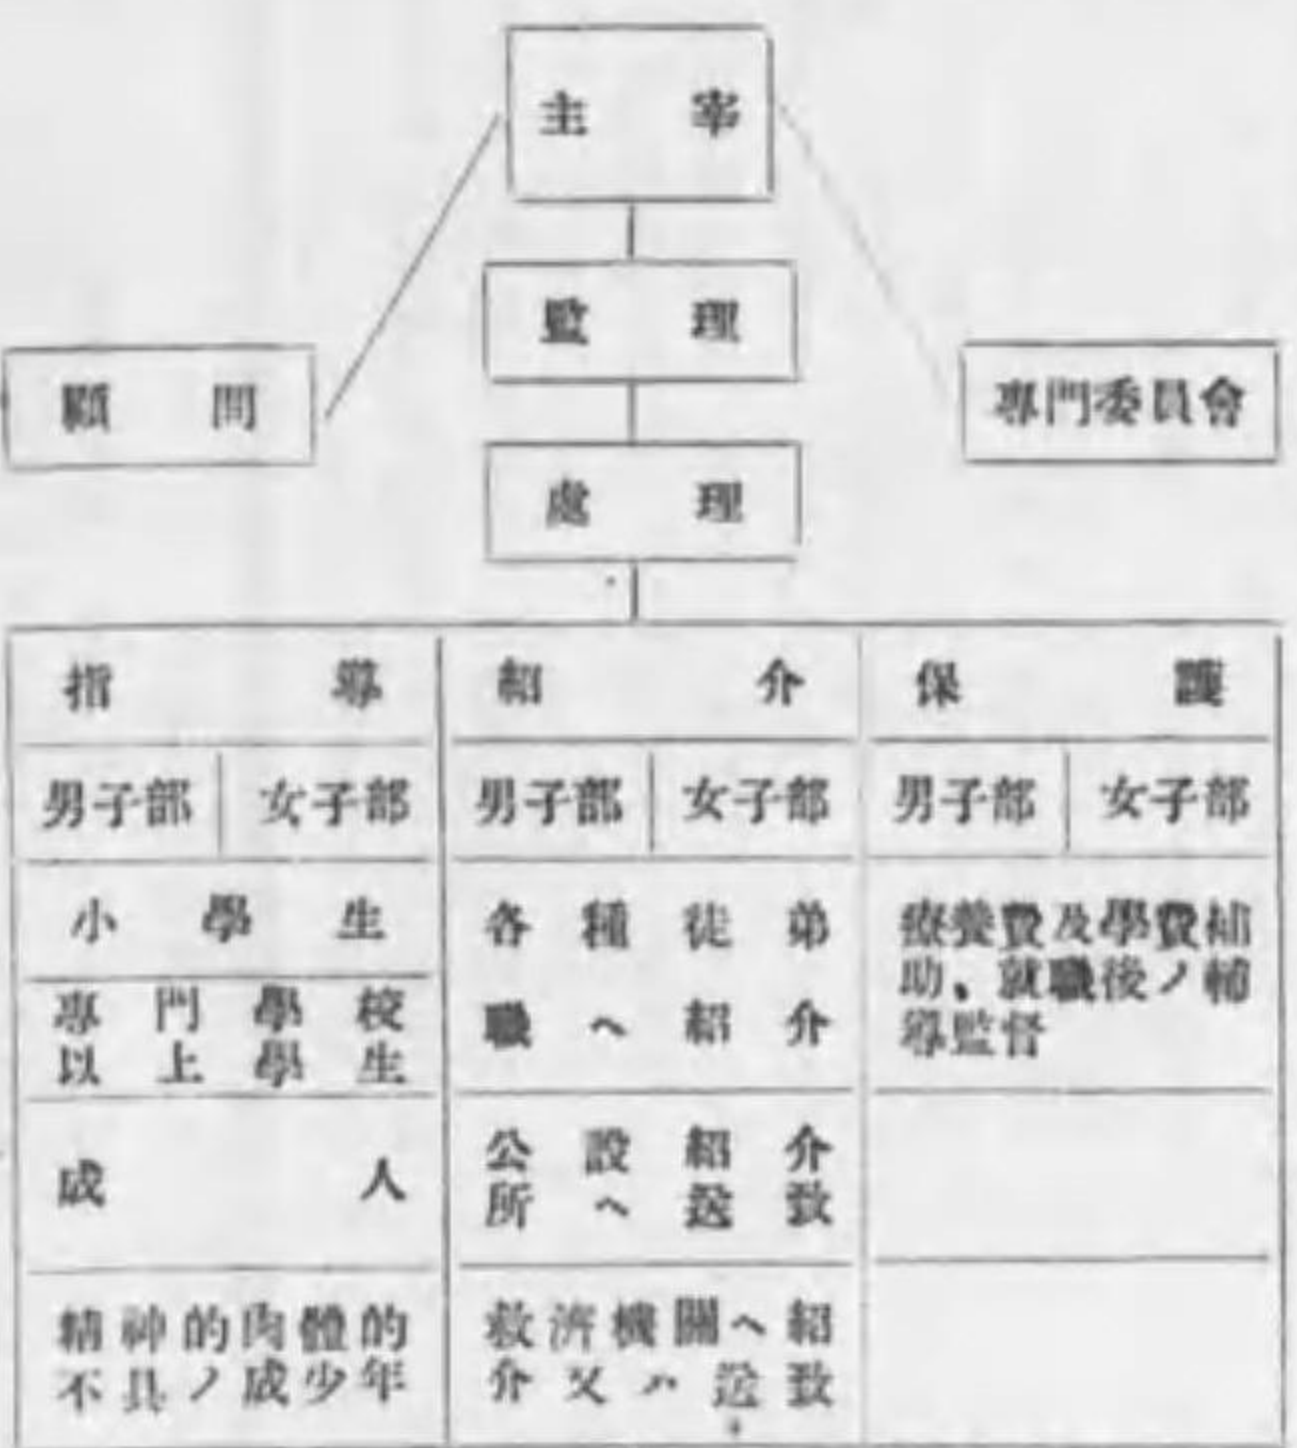 主宰
監理
顧問
專門委員會
處理
指導
紹介
保護
男子部
女子部
男子部
女子部
男子部
女子部
小學生
專門學校
以上學生
成人
精神的肉體的
不具ノ成少年
各種徒弟
職へ紹介
公設紹介
所へ送致
救濟機關へ紹
介又ハ送致
療養費及學費補
助、就職後ノ輔
導監督